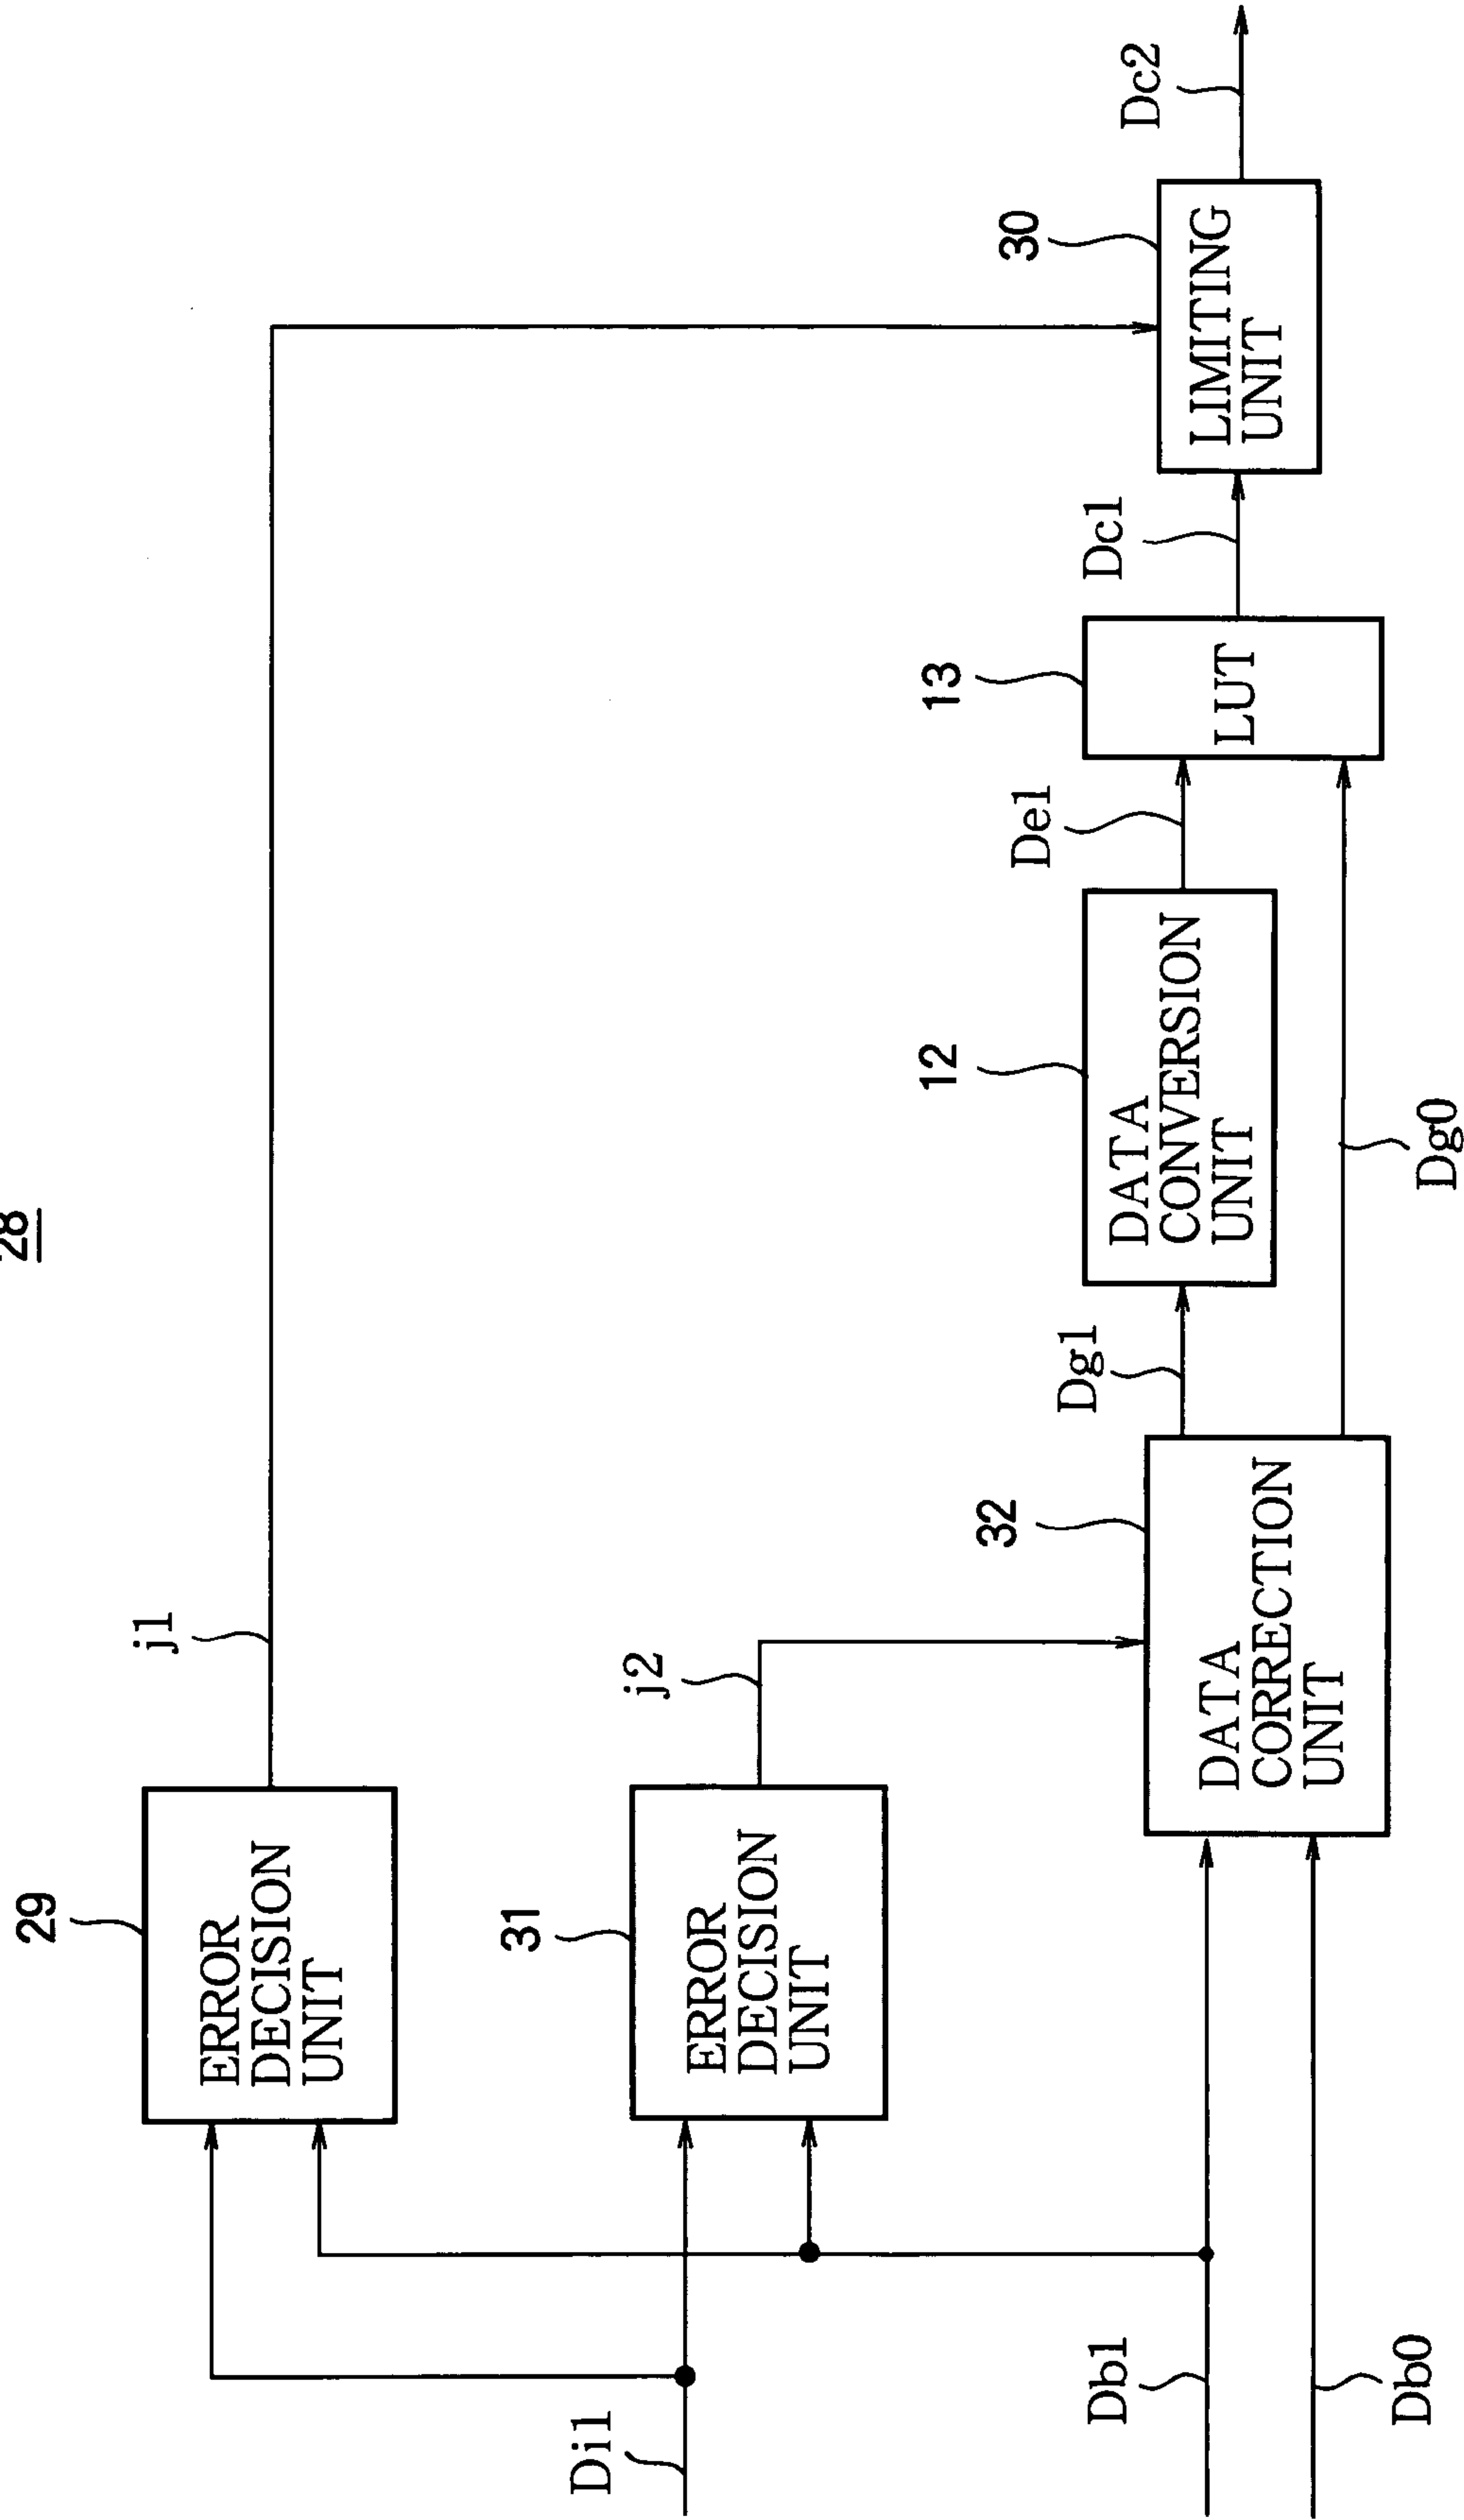 28
29
ERROR
DECISION
UNIT
j1
31
ERROR
DECISION
UNIT
j2
Di1
Db1
Db0
32
DATA
CORRECTION
UNIT
Dg1
Dg0
12
DATA
CONVERSION
UNIT
De1
13
LUT
Dc1
30
LIMITING
UNIT
Dc2